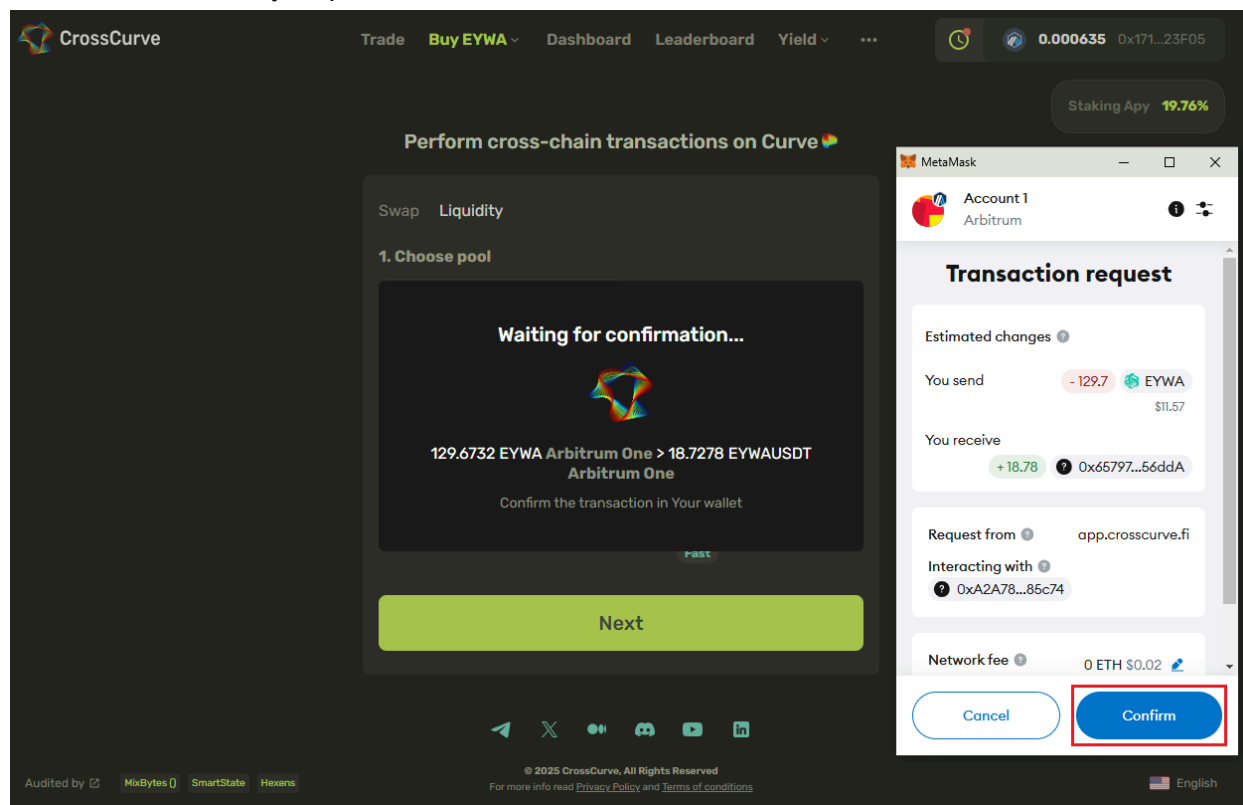 CrossCurve
Trade Buy EYWA Dashboard Leaderboard Yield ...
0.000635 0x171...23F05
Staking Apy 19.76%
Perform cross-chain transactions on Curve
Swap Liquidity
1. Choose pool
Waiting for confirmation...
129.6732 EYWA Arbitrum One > 18.7278 EYWAUSDT
Arbitrum One
Confirm the transaction in Your wallet
Fast
Next
MetaMask
Account 1
Arbitrum
Transaction request
Estimated changes
You send - 129.7 EYWA
$11.57
You receive
+ 18.78 0x65797...56ddA
Request from app.crosscurve.fi
Interacting with
0xA2A78...85c74
Network fee 0 ETH $0.02
Cancel Confirm
© 2025 CrossCurve, All Rights Reserved
For more info read Privacy Policy and Terms of conditions
Audited by MixBytes() SmartState Hexens
English